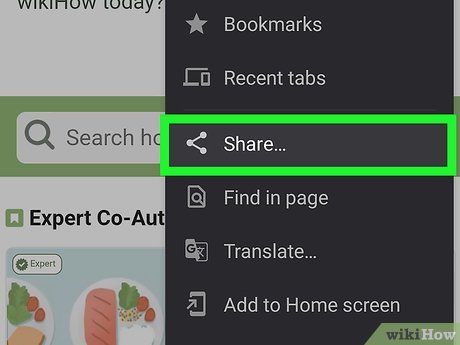 wikiHow today?
Bookmarks
Recent tabs
Search ho
Share...
Find in page
Expert Co-Aut
Translate...
Expert
Add to Home screen
wikiHow